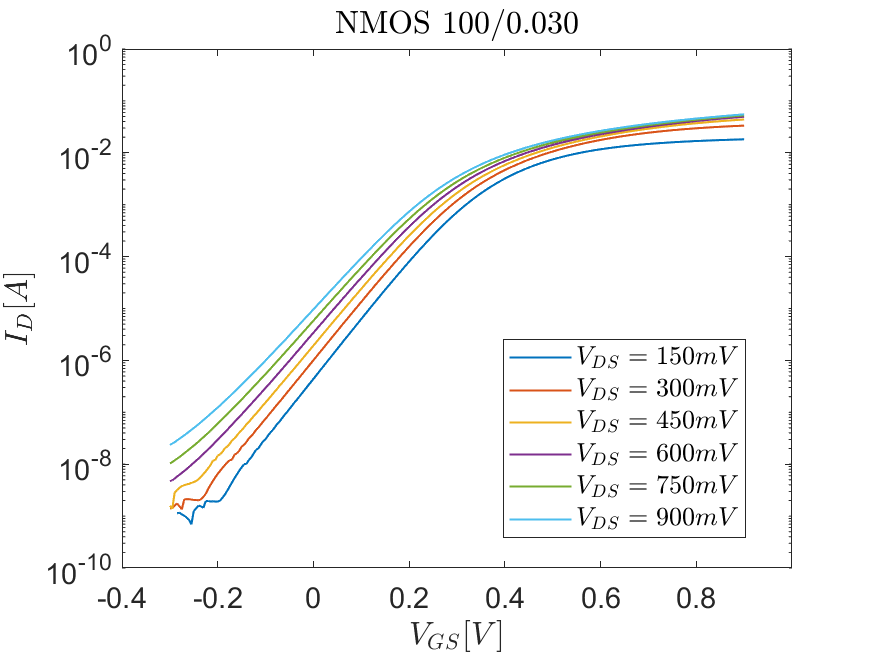 NMOS 100/0.030
10^0
10^-2
10^-4
10^-6
10^-8
10^-10
I_D[A]
V_DS = 150mV
V_DS = 300mV
V_DS = 450mV
V_DS = 600mV
V_DS = 750mV
V_DS = 900mV
-0.4 -0.2 0 0.2 0.4 0.6 0.8
V_GS[V]